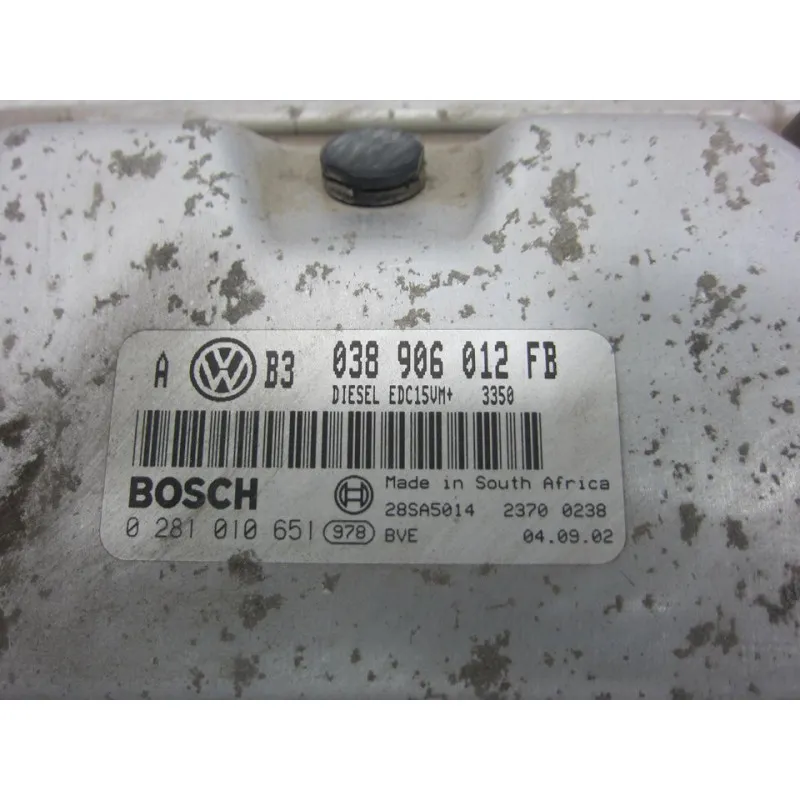 A VW B3 038 906 012 FB
DIESEL EDC15VM+ 3350
BOSCH Made in South Africa
28SA5014 2370 0238
0 281 010 651 978 BVE 04.09.02